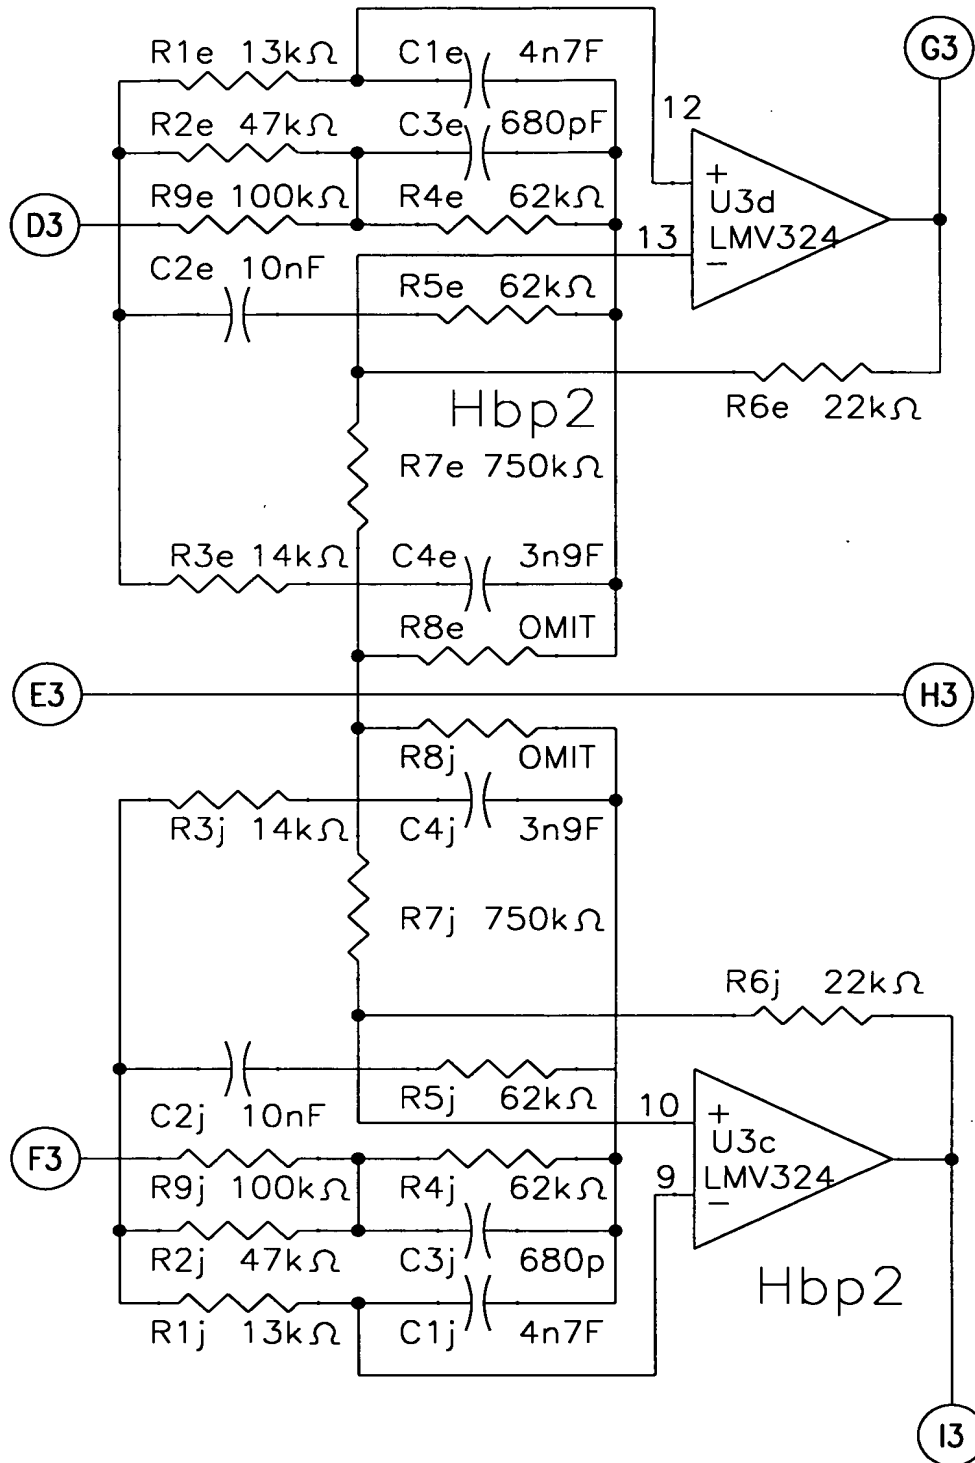 R1e 13kΩ C1e 4n7F G3
R2e 47kΩ C3e 680pF 12
R9e 100kΩ R4e 62kΩ + U3d
D3 13 LMV324
C2e 10nF R5e 62kΩ −
Hbp2 R6e 22kΩ
R7e 750kΩ
R3e 14kΩ C4e 3n9F
R8e OMIT
E3 H3
R8j OMIT
R3j 14kΩ C4j 3n9F
R7j 750kΩ
R6j 22kΩ
C2j 10nF R5j 62kΩ 10 +
F3 U3c
R9j 100kΩ R4j 62kΩ 9 LMV324
−
R2j 47kΩ C3j 680p Hbp2
R1j 13kΩ C1j 4n7F
I3